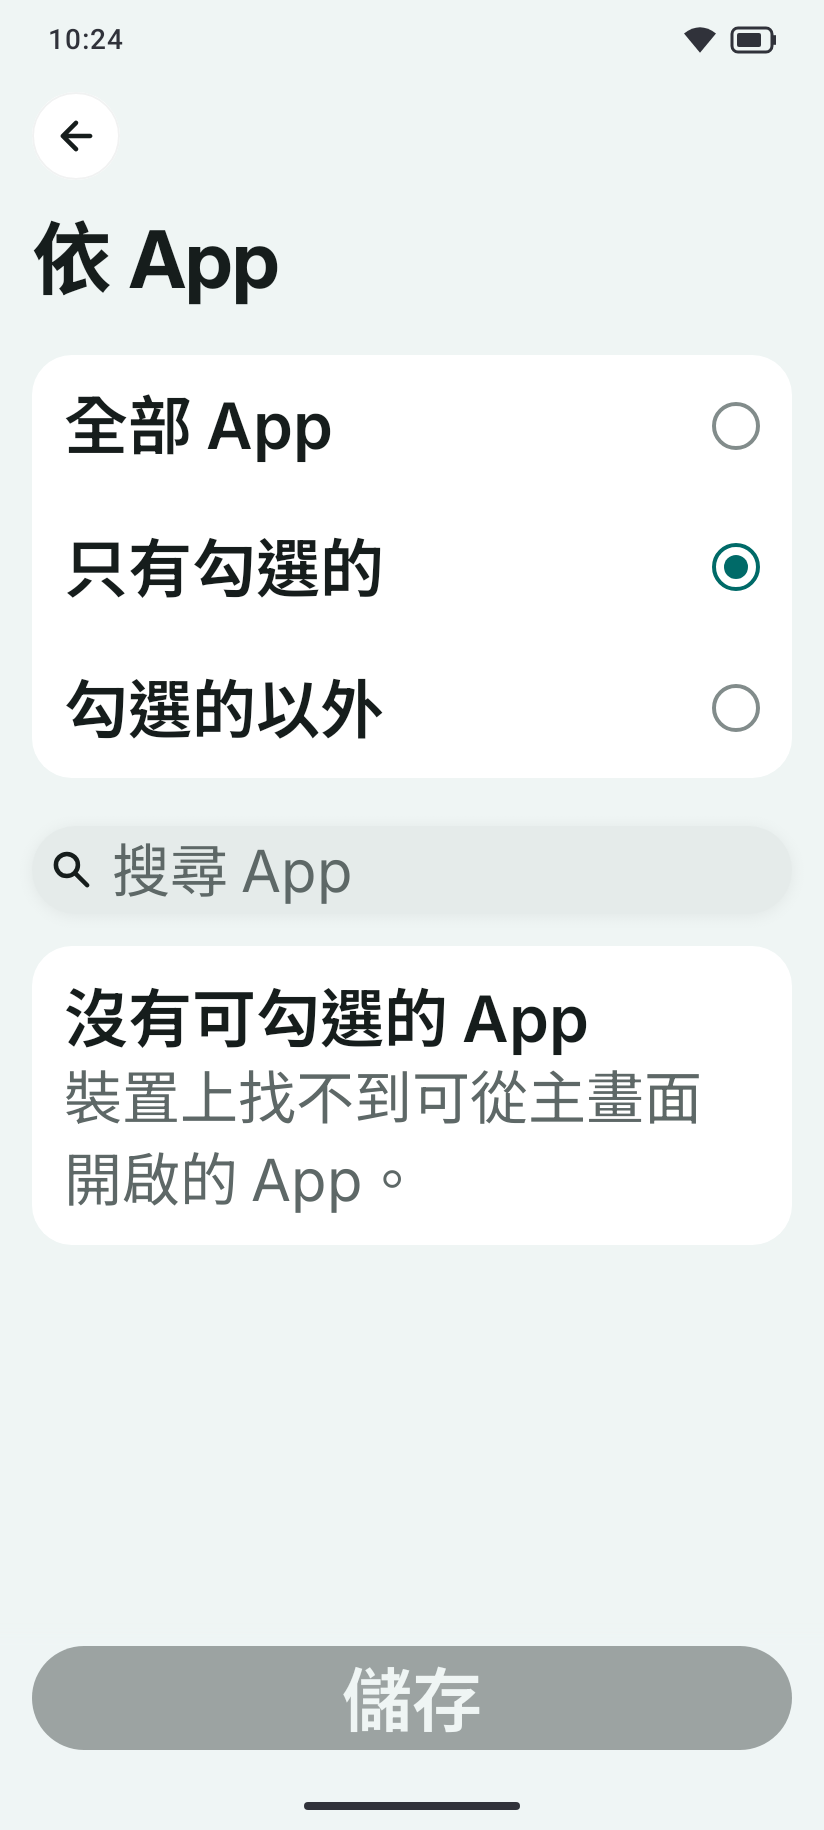 10:24
依 App
全部 App
只有勾選的
勾選的以外
搜尋 App
沒有可勾選的 App
裝置上找不到可從主畫面
開啟的 App。
儲存